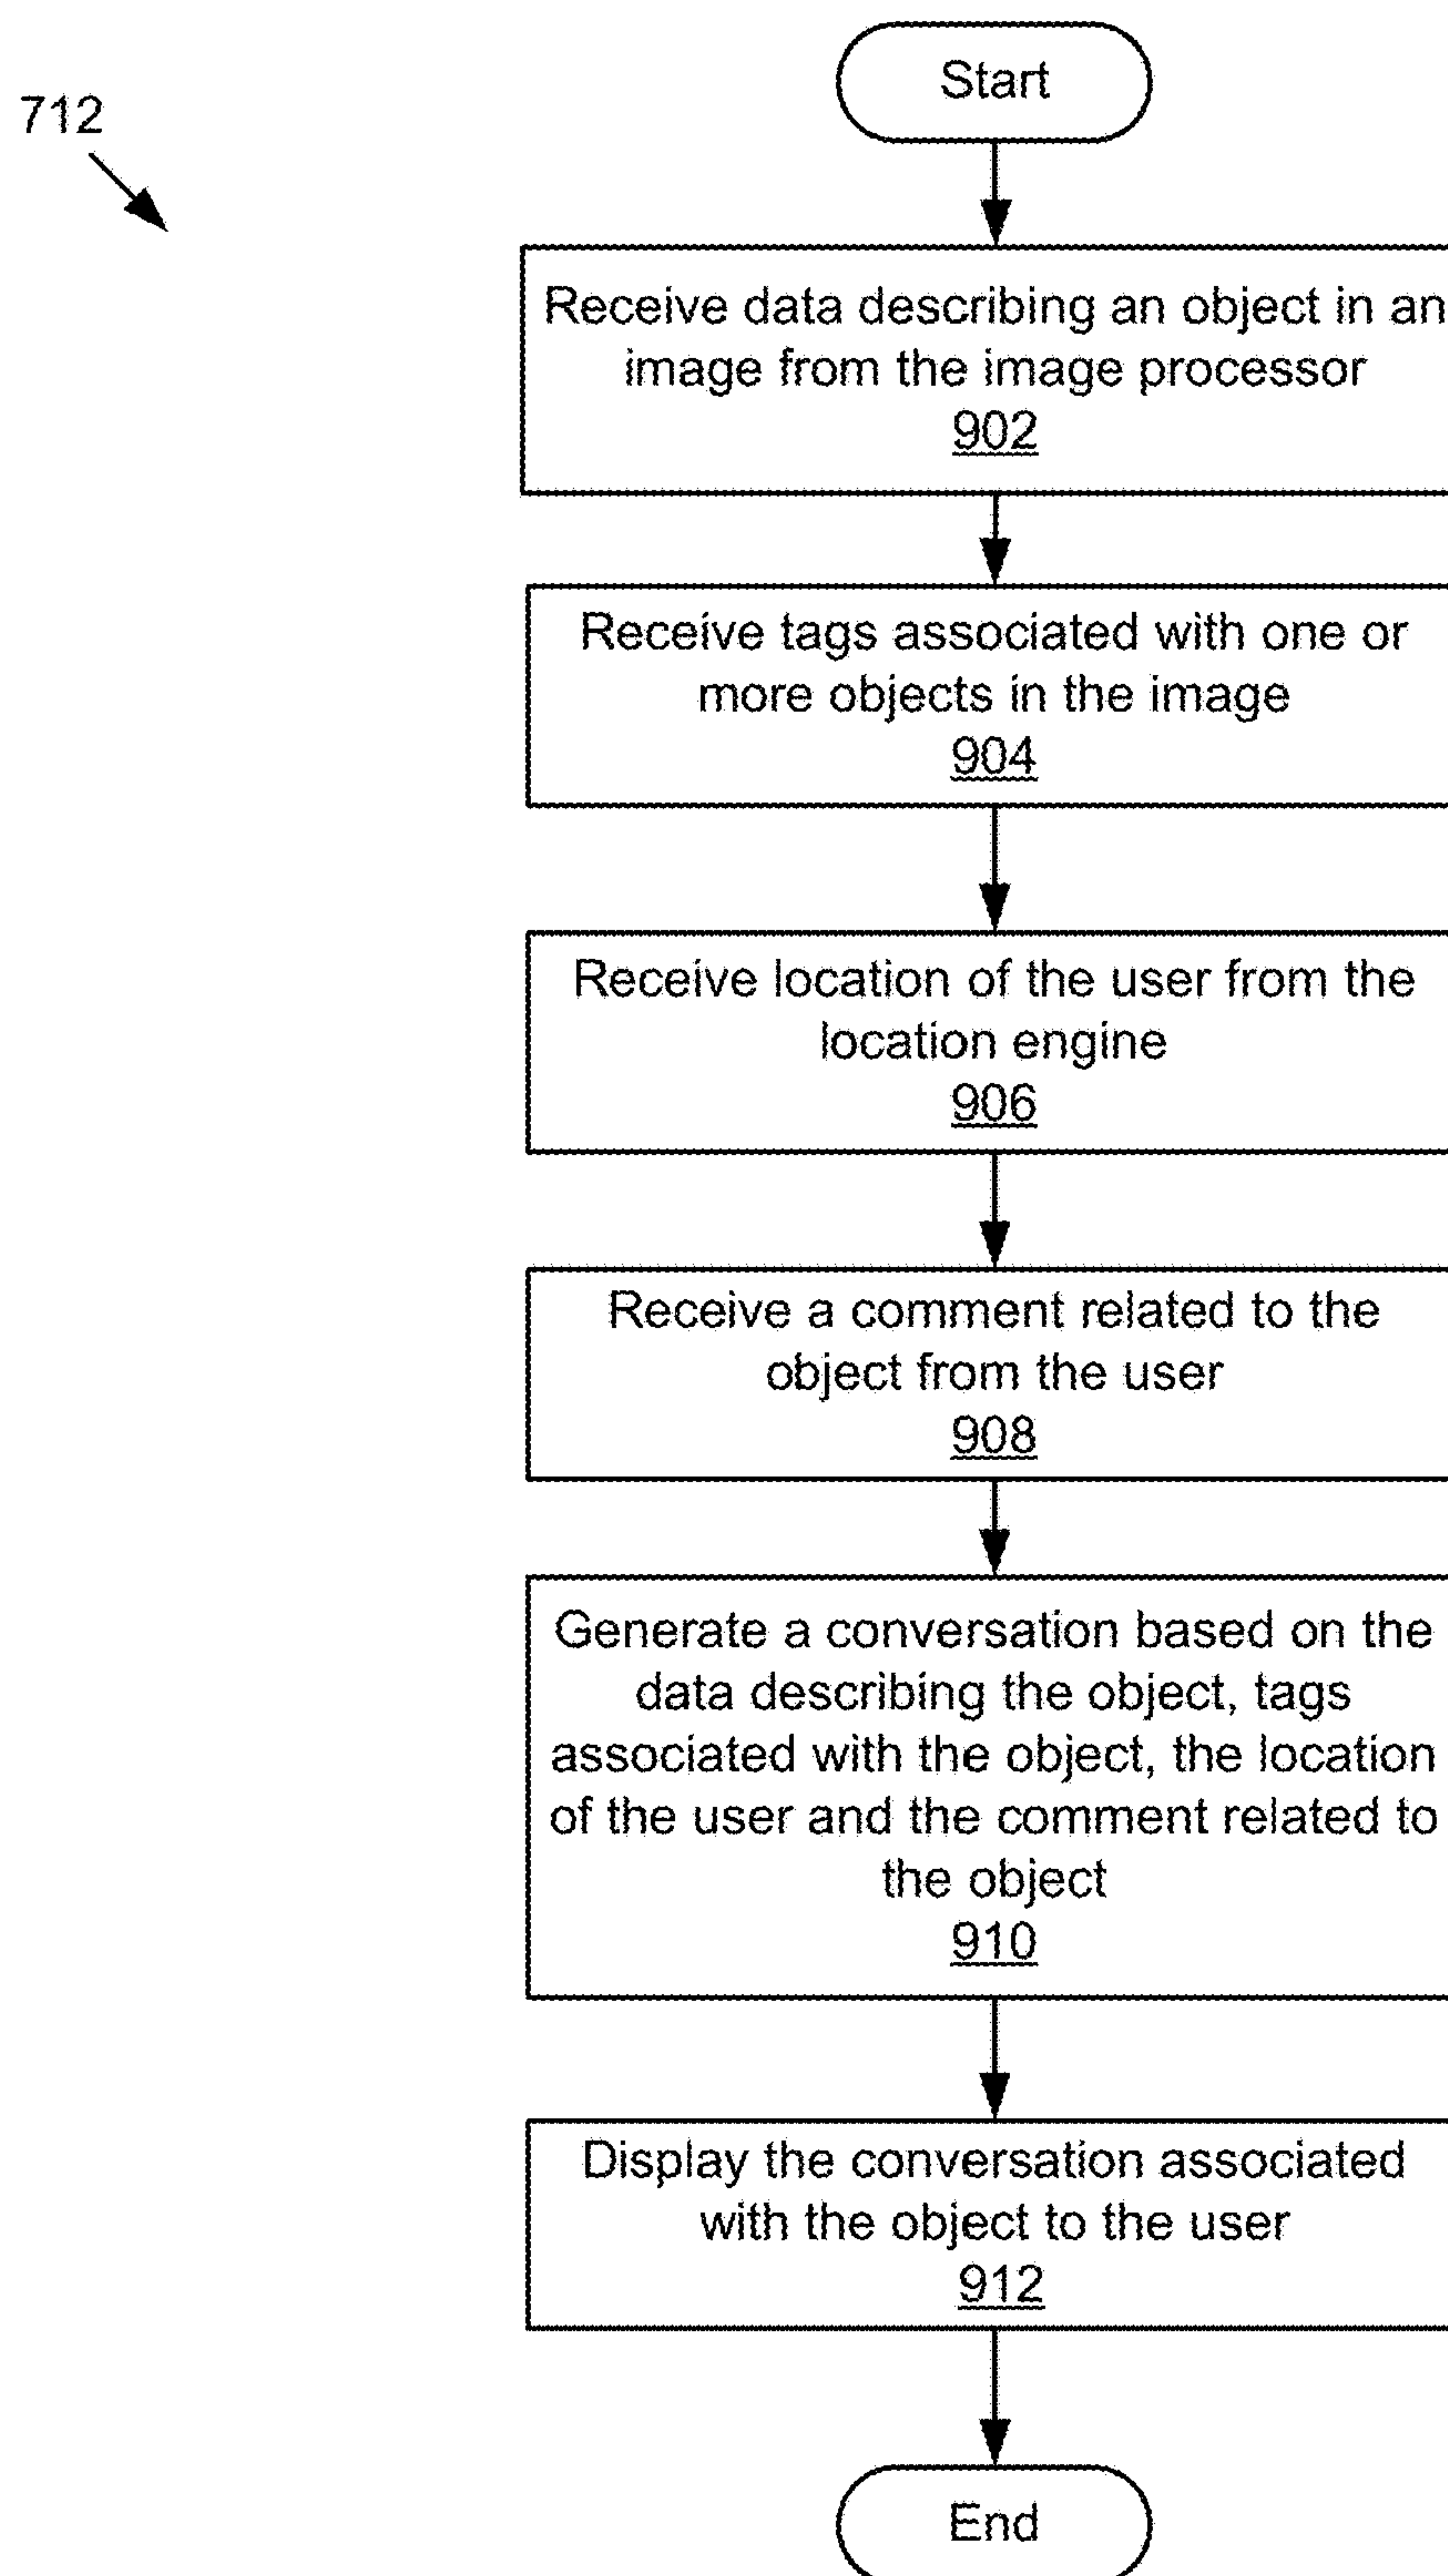 712
Start
Receive data describing an object in an
image from the image processor
902
Receive tags associated with one or
more objects in the image
904
Receive location of the user from the
location engine
906
Receive a comment related to the
object from the user
908
Generate a conversation based on the
data describing the object, tags
associated with the object, the location
of the user and the comment related to
the object
910
Display the conversation associated
with the object to the user
912
End